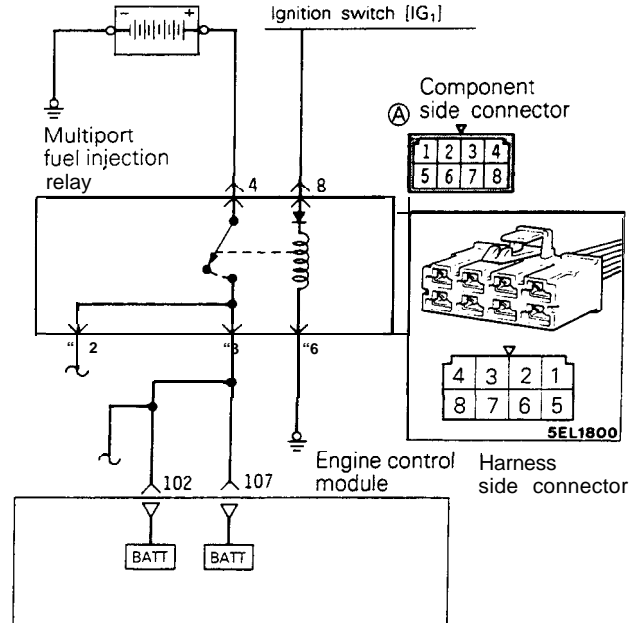 − +
Ignition switch [IG1]
Component
side connector
A
1 2 3 4
5 6 7 8
Multiport
fuel injection
relay
4 8
“ 2 “3 “6
4 3 2 1
8 7 6 5
5EL1800
Engine control
module
Harness
side connector
102 107
BATT BATT